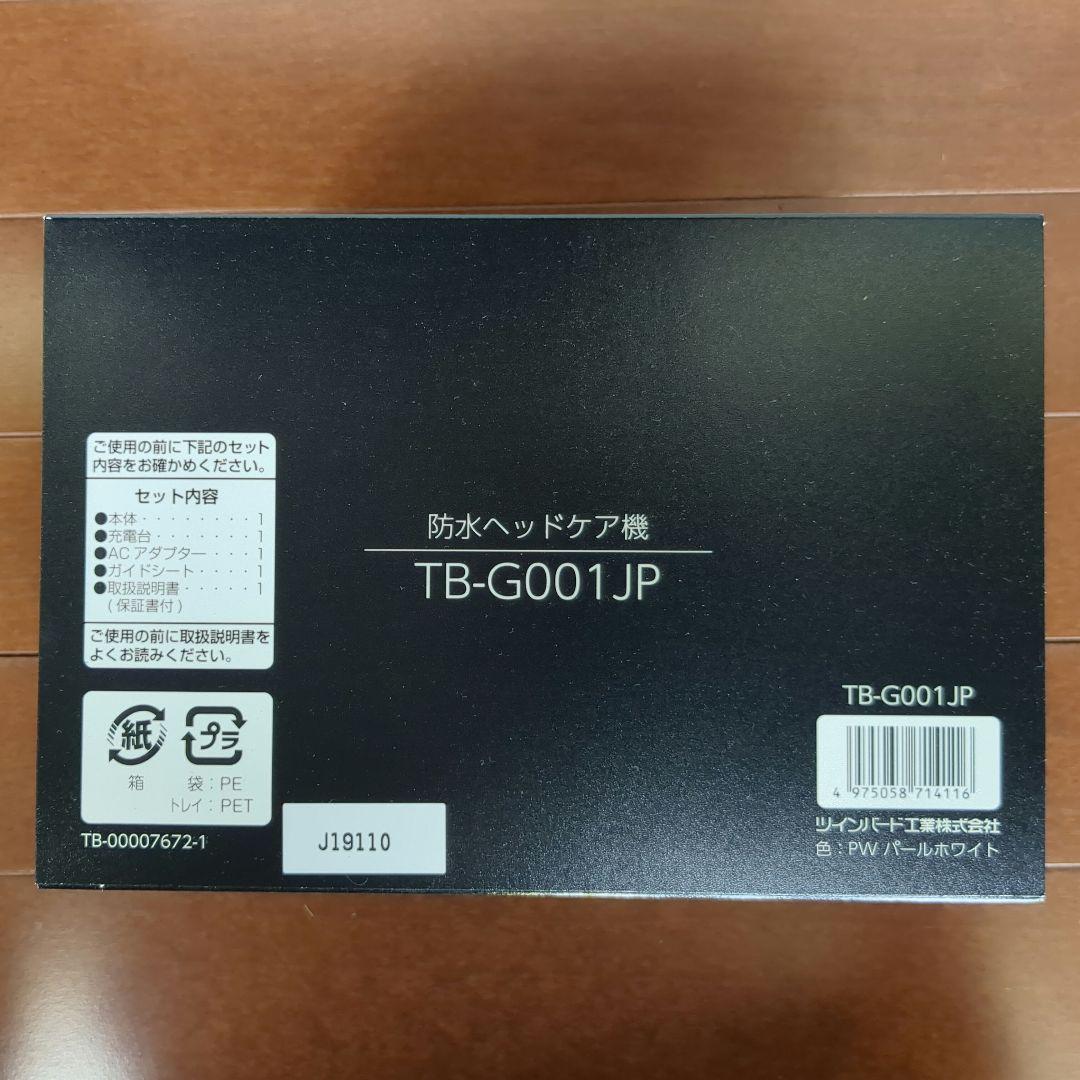 ご使用の前に下記のセット
内容をお確かめください。
セット内容
●本体・・・・・・・・1
●充電台・・・・・・・1
●ACアダプター・・・1
●ガイドシート・・・・1
●取扱説明書・・・・・1
(保証書付)
ご使用の前に取扱説明書を
よくお読みください。
紙
プラ
箱
袋:PE
トレイ:PET
TB-00007672-1
J19110
防水ヘッドケア機
TB-G001JP
TB-G001JP
4 975058 714116
ツインバード工業株式会社
色:PWパールホワイト